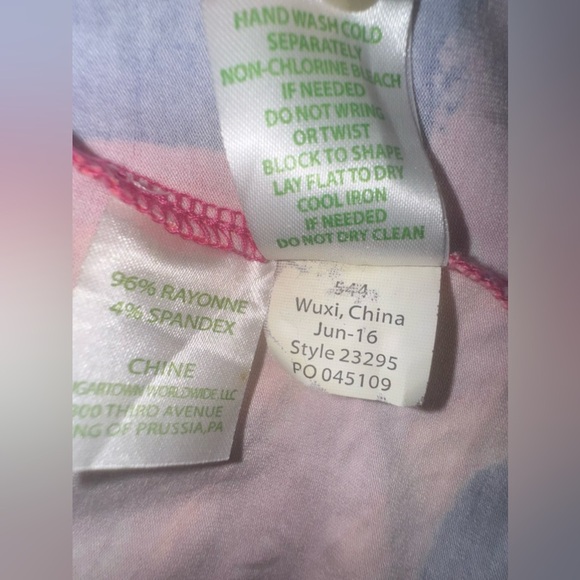 HAND WASH COLD
SEPARATELY
NON-CHLORINE BLEACH
IF NEEDED
DO NOT WRING
OR TWIST
BLOCK TO SHAPE
LAY FLAT TO DRY
COOL IRON
IF NEEDED
DO NOT DRY CLEAN
544
Wuxi, China
Jun-16
Style 23295
PO 045109
96% RAYONNE
4% SPANDEX
CHINE
GARTOWN WORLDWIDE, LLC
800 THIRD AVENUE
NG OF PRUSSIA,PA